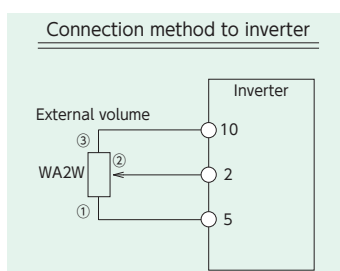 Connection method to inverter
Inverter
External volume
③
10
②
WA2W
2
①
5